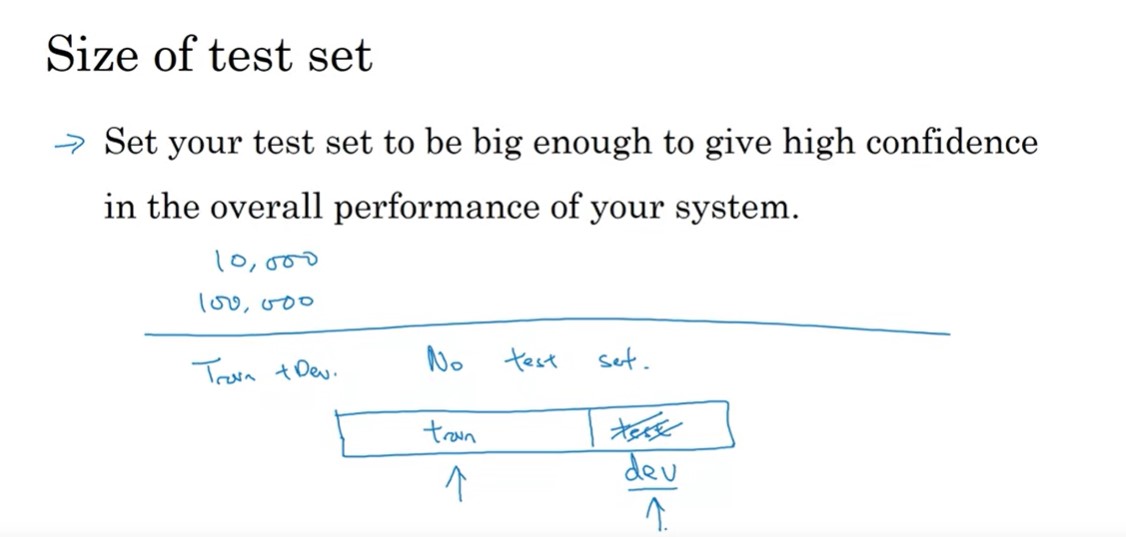 Size of test set
→ Set your test set to be big enough to give high confidence
in the overall performance of your system.
10,000
100,000
Train + Dev. No test set.
train test
dev